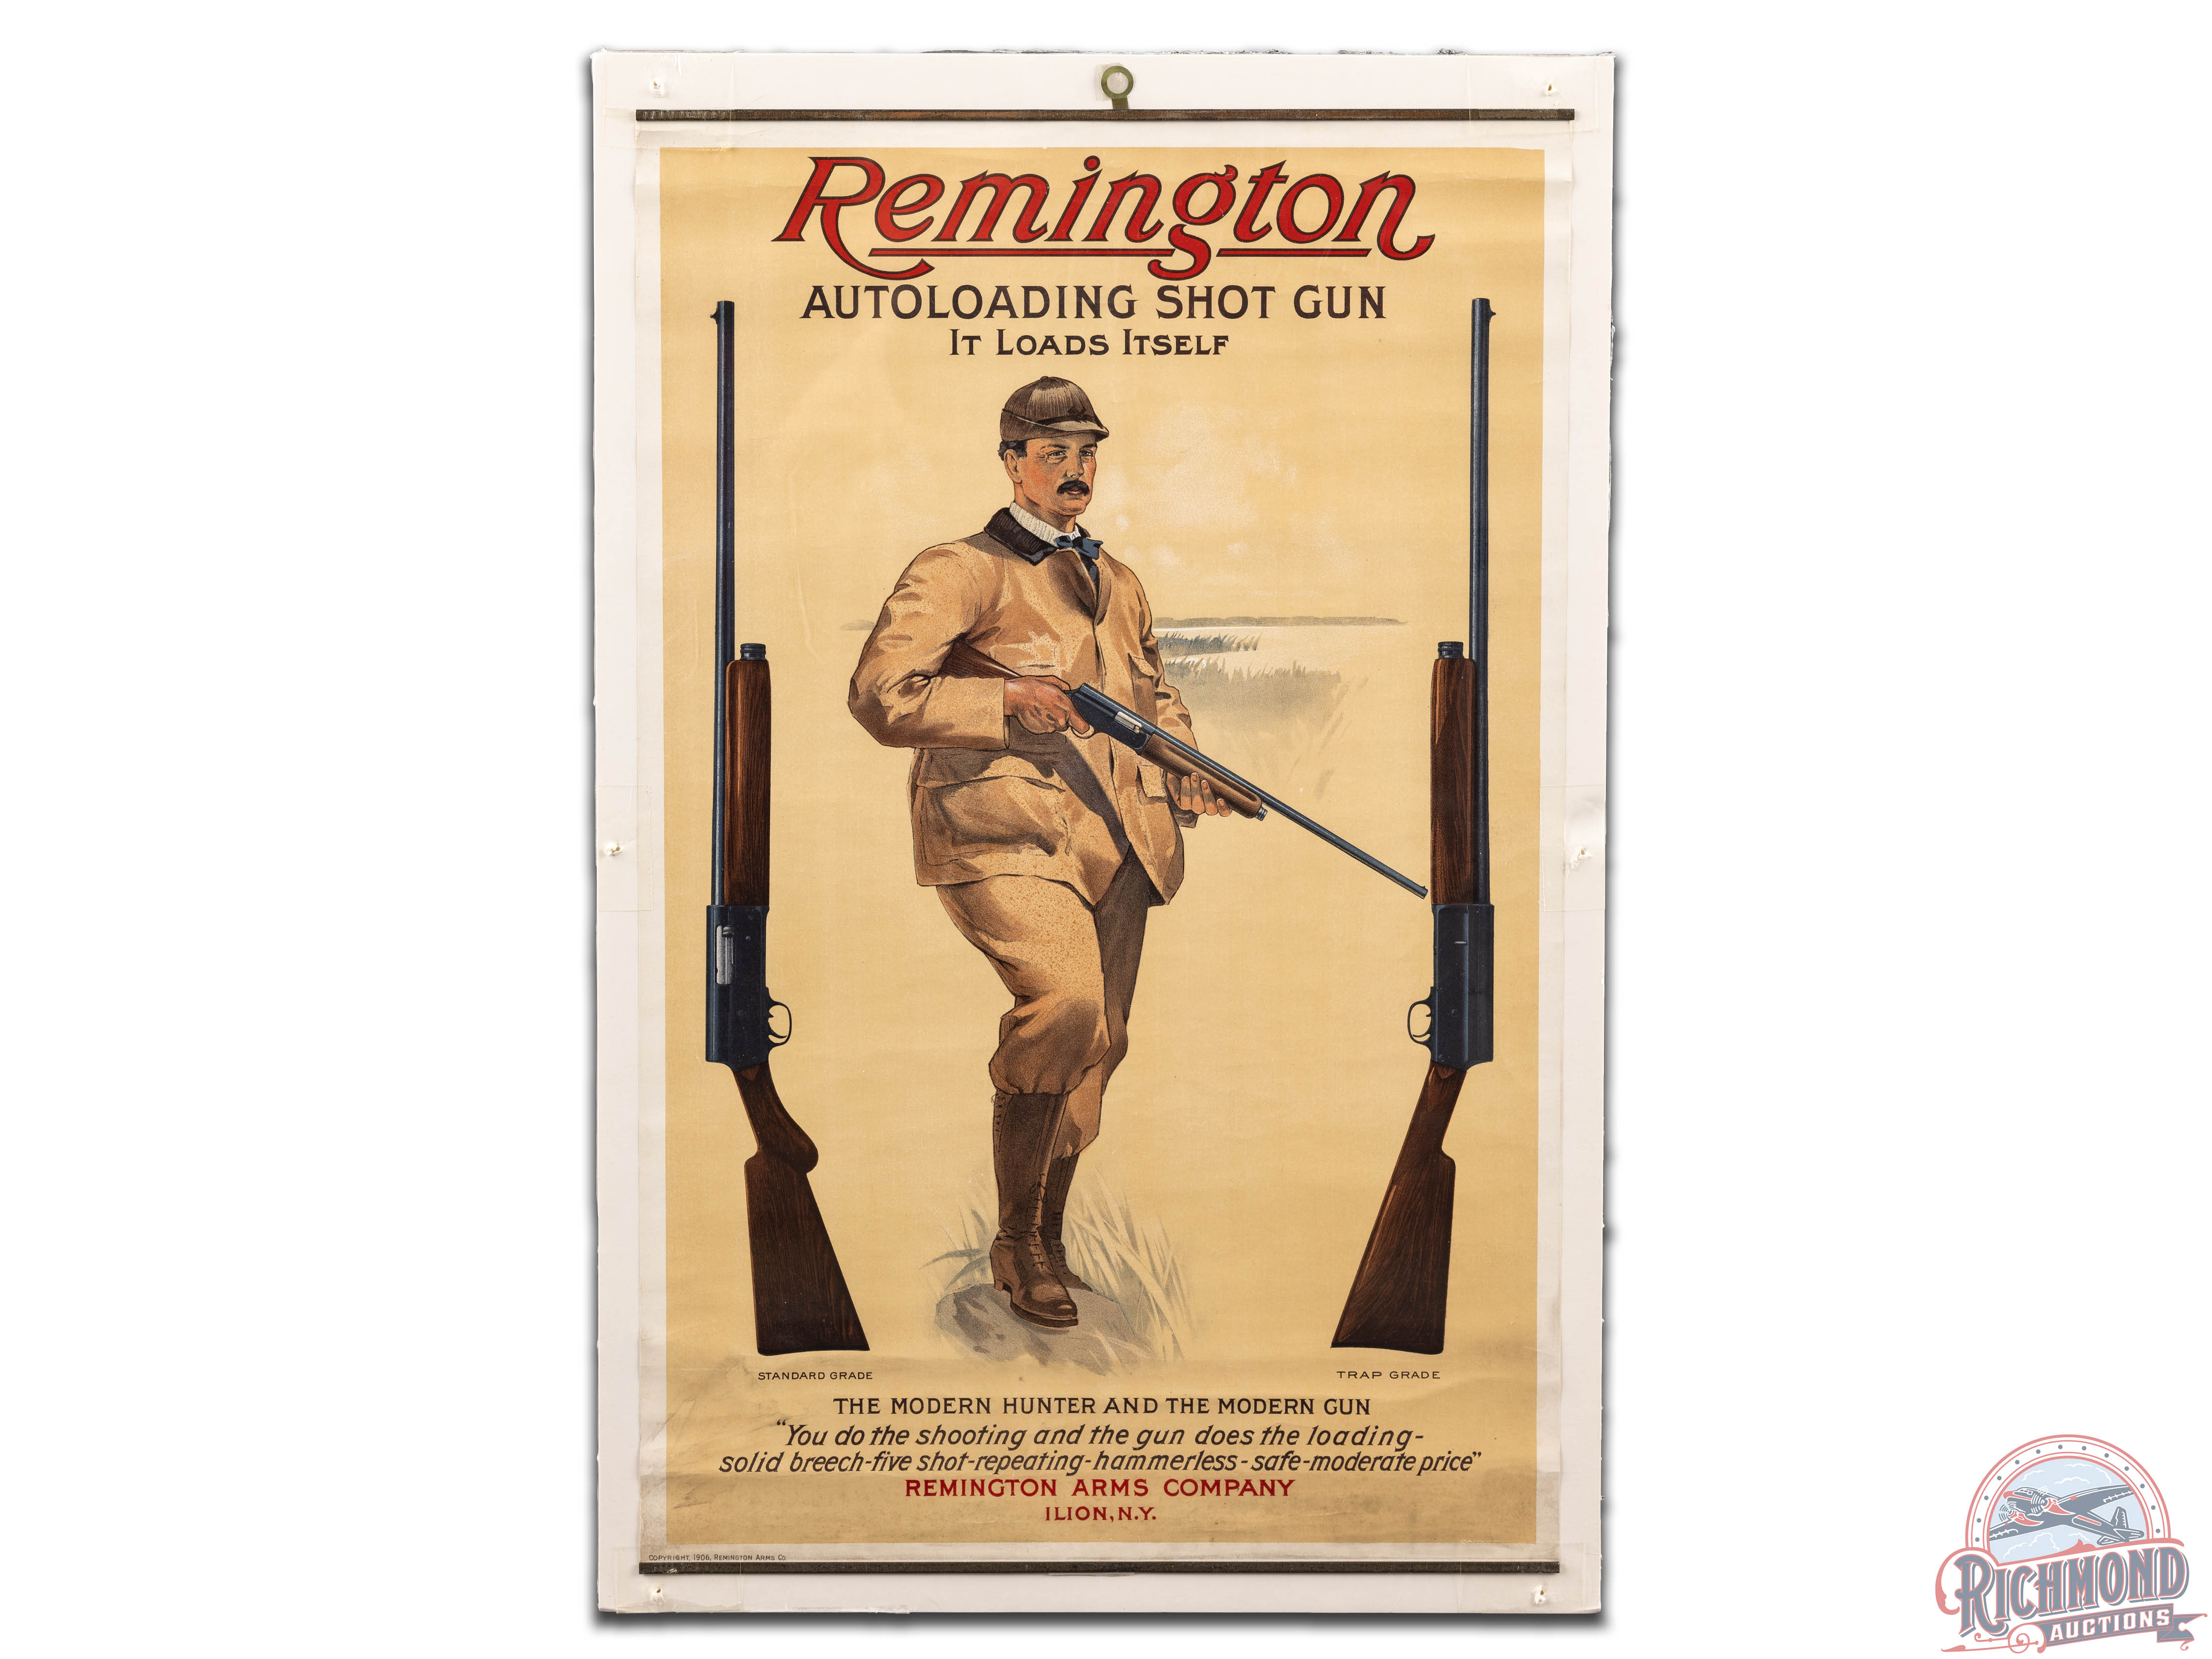 Remington
AUTOLOADING SHOT GUN
IT LOADS ITSELF
STANDARD GRADE
TRAP GRADE
THE MODERN HUNTER AND THE MODERN GUN
"You do the shooting and the gun does the loading-
solid breech-five shot-repeating-hammerless-safe-moderate price"
REMINGTON ARMS COMPANY
ILION, N.Y.
COPYRIGHT, 1906, REMINGTON ARMS CO
RICHMOND
AUCTIONS